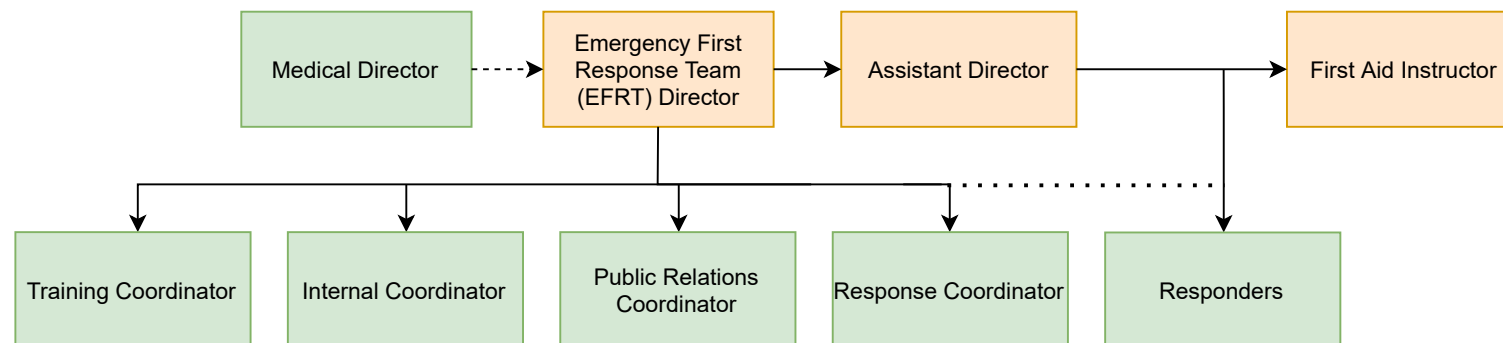 Medical Director
Emergency First
Response Team
(EFRT) Director
Assistant Director
First Aid Instructor
Training Coordinator
Internal Coordinator
Public Relations
Coordinator
Response Coordinator
Responders